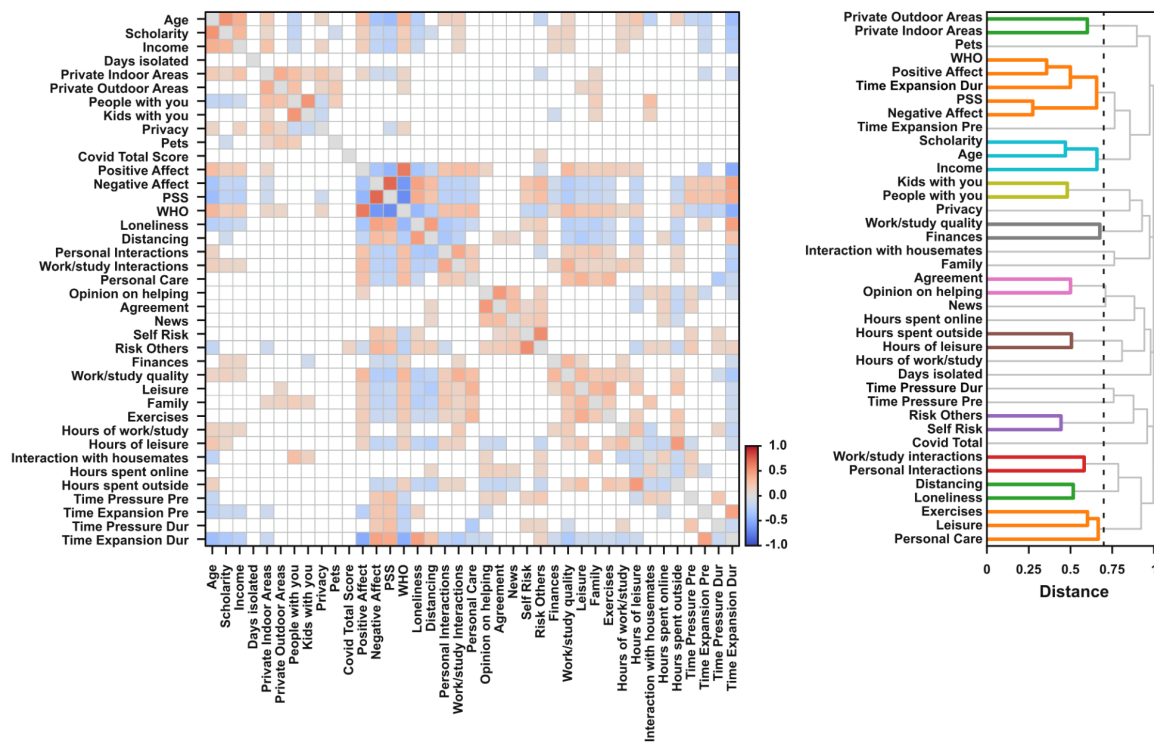 Age
Scholarity
Income
Days isolated
Private Indoor Areas
Private Outdoor Areas
People with you
Kids with you
Privacy
Pets
Covid Total Score
Positive Affect
Negative Affect
PSS
WHO
Loneliness
Distancing
Personal Interactions
Work/study Interactions
Personal Care
Opinion on helping
Agreement
News
Self Risk
Risk Others
Finances
Work/study quality
Leisure
Family
Exercises
Hours of work/study
Hours of leisure
Interaction with housemates
Hours spent online
Hours spent outside
Time Pressure Pre
Time Expansion Pre
Time Pressure Dur
Time Expansion Dur
Age
Scholarity
Income
Days isolated
Private Indoor Areas
Private Outdoor Areas
People with you
Kids with you
Privacy
Pets
Covid Total Score
Positive Affect
Negative Affect
PSS
WHO
Loneliness
Distancing
Personal Interactions
Work/study Interactions
Personal Care
Opinion on helping
Agreement
News
Self Risk
Risk Others
Finances
Work/study quality
Leisure
Family
Exercises
Hours of work/study
Hours of leisure
Interaction with housemates
Hours spent online
Hours spent outside
Time Pressure Pre
Time Expansion Pre
Time Pressure Dur
Time Expansion Dur
1.0
0.5
0.0
-0.5
-1.0
Private Outdoor Areas
Private Indoor Areas
Pets
WHO
Positive Affect
Time Expansion Dur
PSS
Negative Affect
Time Expansion Pre
Scholarity
Age
Income
Kids with you
People with you
Privacy
Work/study quality
Finances
Interaction with housemates
Family
Agreement
Opinion on helping
News
Hours spent online
Hours spent outside
Hours of leisure
Hours of work/study
Days isolated
Time Pressure Dur
Time Pressure Pre
Risk Others
Self Risk
Covid Total
Work/study interactions
Personal Interactions
Distancing
Loneliness
Exercises
Leisure
Personal Care
0 0.25 0.5 0.75 1
Distance